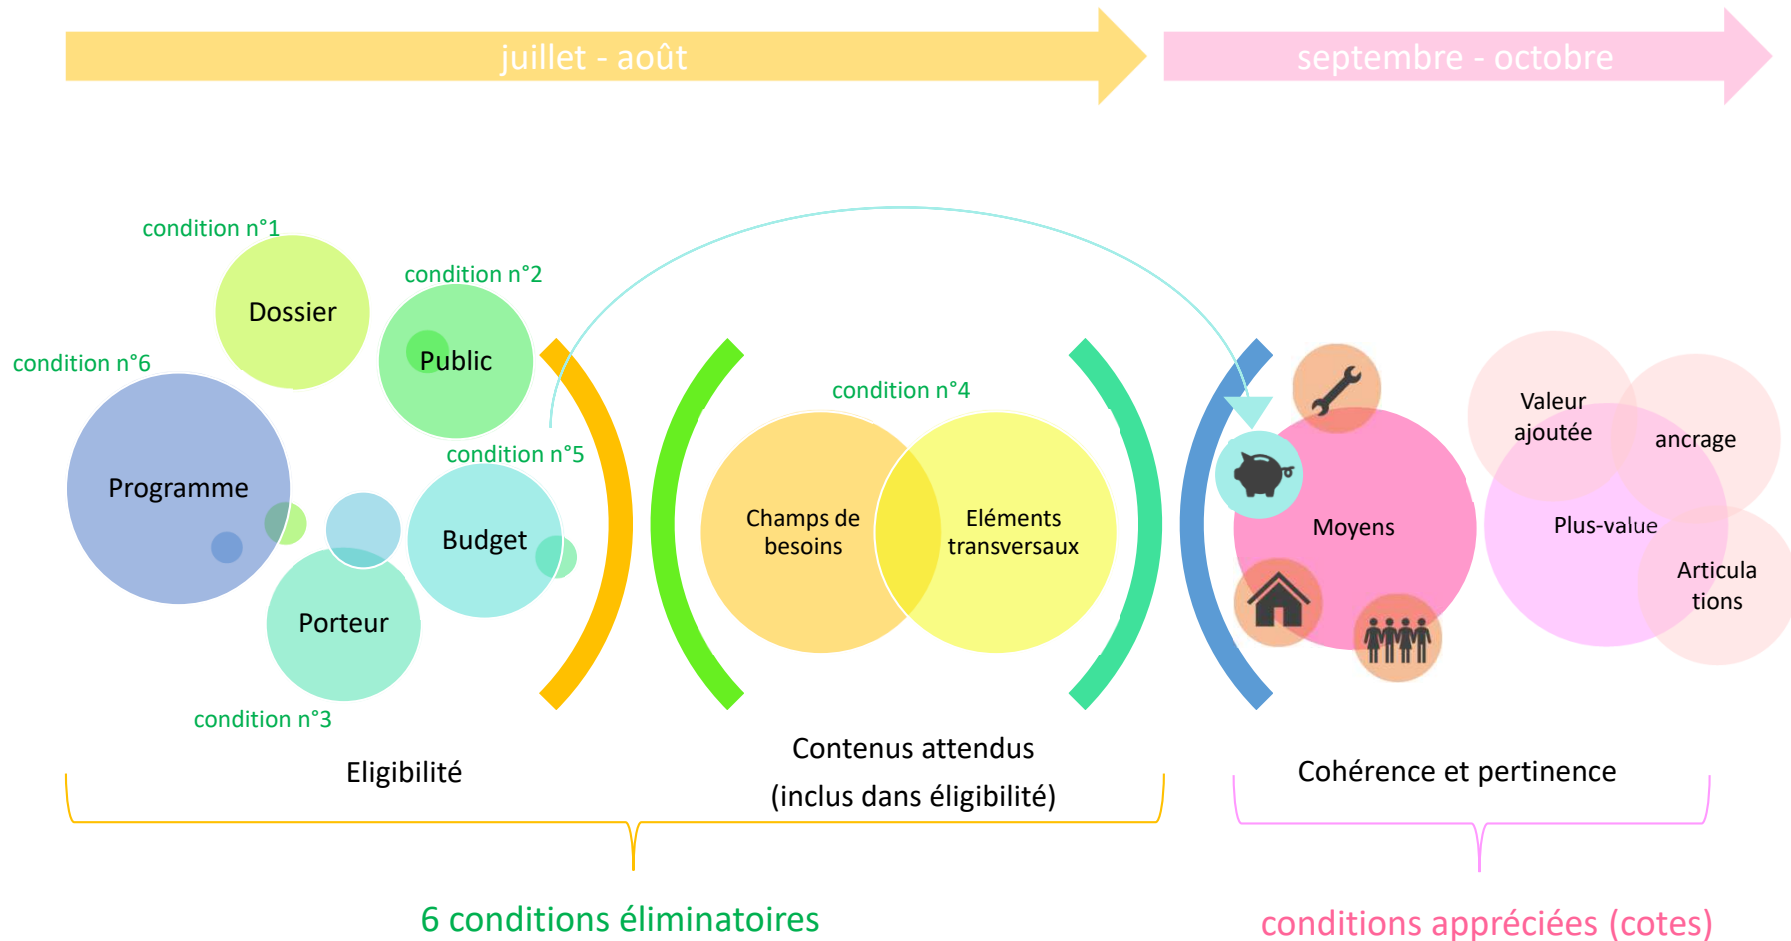 juillet - août
septembre - octobre
condition n°1
Dossier
condition n°2
Public
condition n°6
Programme
condition n°5
Budget
Porteur
condition n°3
condition n°4
Champs de
besoins
Eléments
transversaux
Moyens
Valeur
ajoutée
ancrage
Plus-value
Articula
tions
Eligibilité
Contenus attendus
(inclus dans éligibilité)
Cohérence et pertinence
6 conditions éliminatoires
conditions appréciées (cotes)